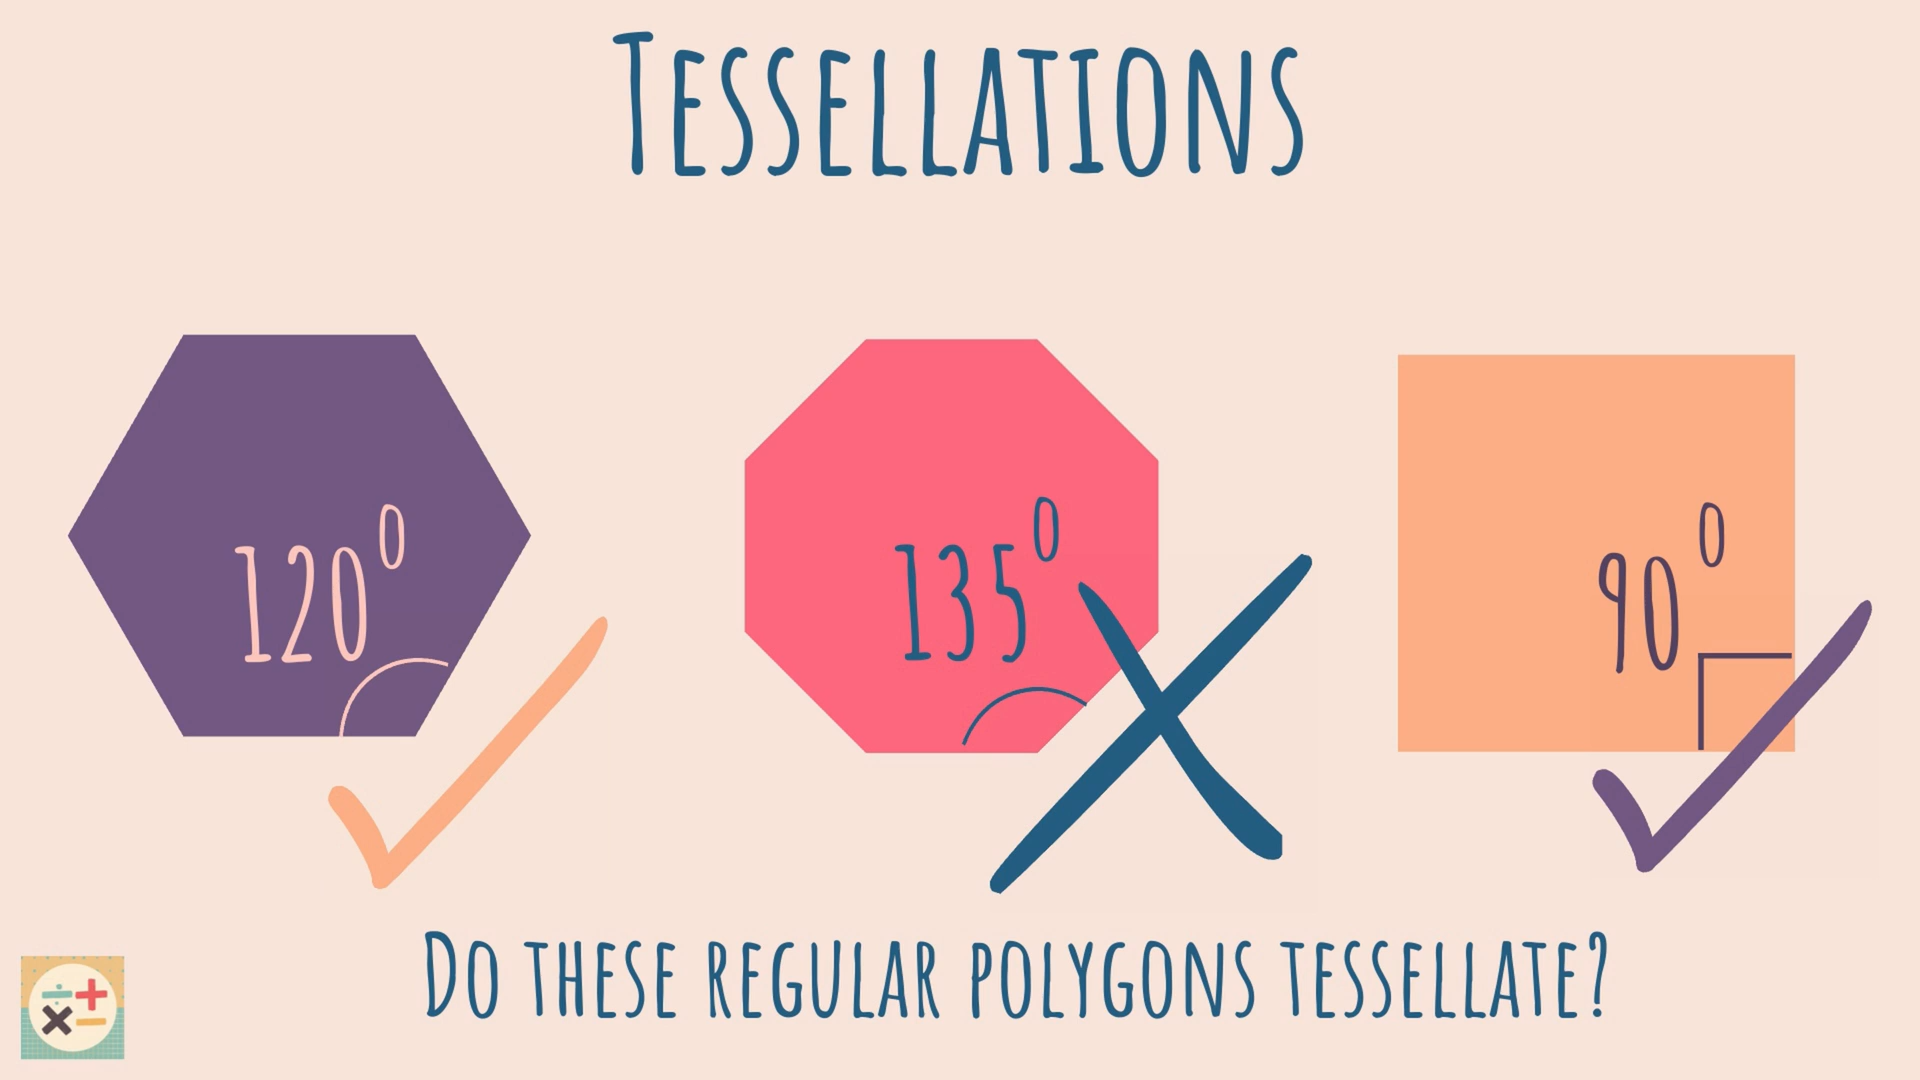 TESSELLATIONS
120⁰
135⁰
90⁰
DO THESE REGULAR POLYGONS TESSELLATE?